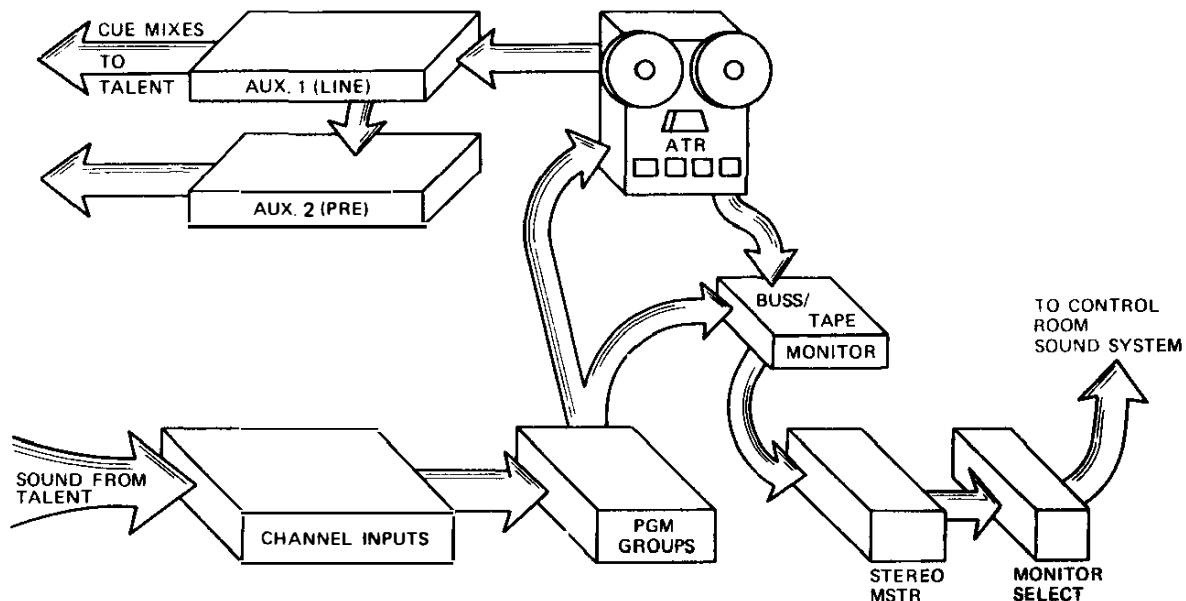 CUE MIXES
TO
TALENT
AUX. 1 (LINE)
AUX. 2 (PRE)
ATR
BUSS/
TAPE
MONITOR
TO CONTROL
ROOM
SOUND SYSTEM
SOUND FROM
TALENT
CHANNEL INPUTS
PGM
GROUPS
STEREO
MSTR
MONITOR
SELECT